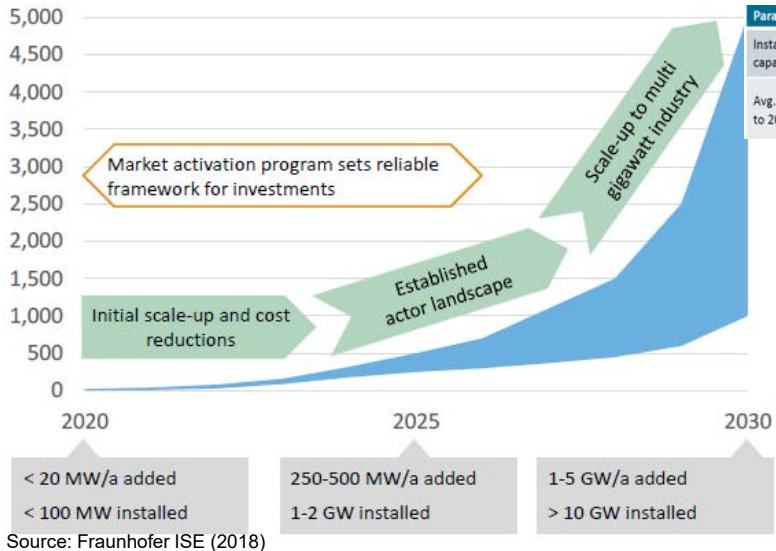 5,000
4,500
4,000
3,500
3,000
2,500
2,000
1,500
1,000
500
0
Market activation program sets reliable
framework for investments
Initial scale-up and cost
reductions
Established
actor landscape
Scale-up to multi
gigawatt industry
2020
2025
2030
< 20 MW/a added
< 100 MW installed
250-500 MW/a added
1-2 GW installed
1-5 GW/a added
> 10 GW installed
Source: Fraunhofer ISE (2018)
Avg.